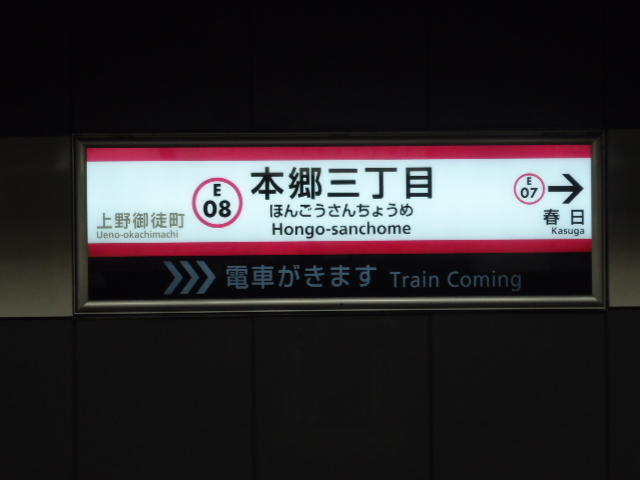 上野御徒町
Ueno-okachimachi
E
08
本郷三丁目
ほんごうさんちょうめ
Hongo-sanchome
E
07
春日
Kasuga
電車がきます Train Coming